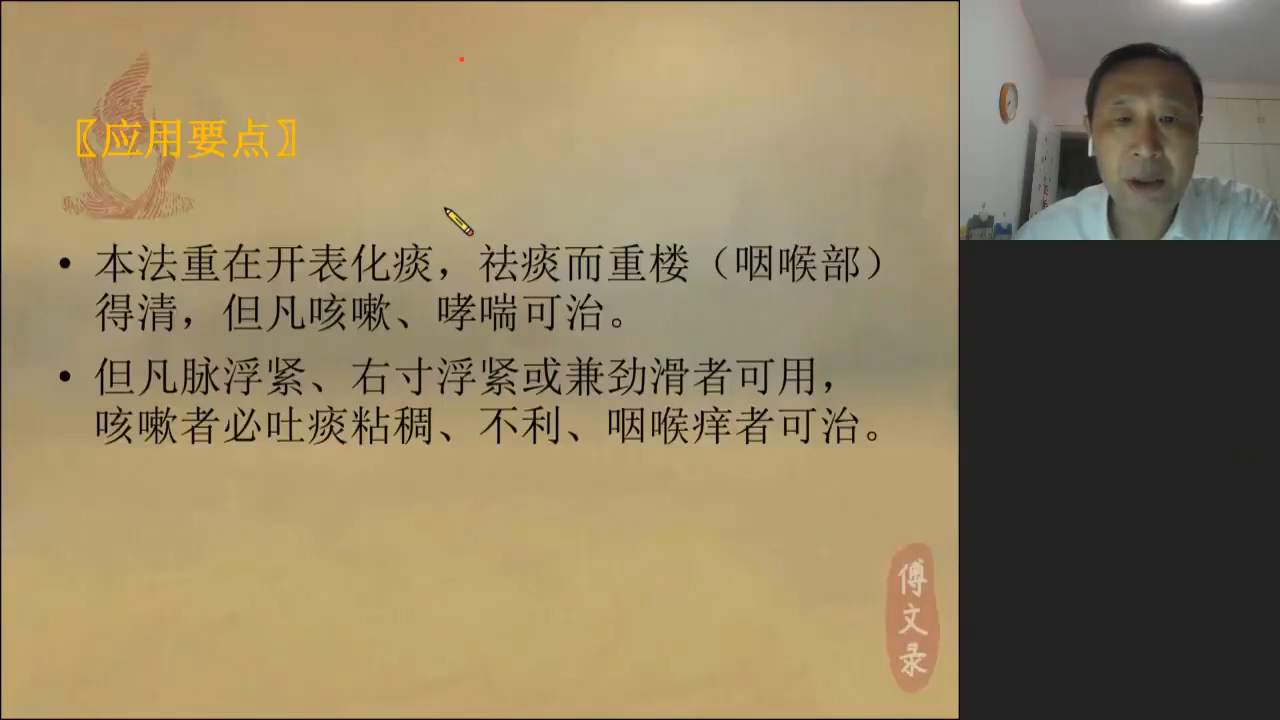 〖应用要点〗
• 本法重在开表化痰，祛痰而重楼（咽喉部）
得清，但凡咳嗽、哮喘可治。
• 但凡脉浮紧、右寸浮紧或兼劲滑者可用，
咳嗽者必吐痰粘稠、不利、咽喉痒者可治。
傅文录